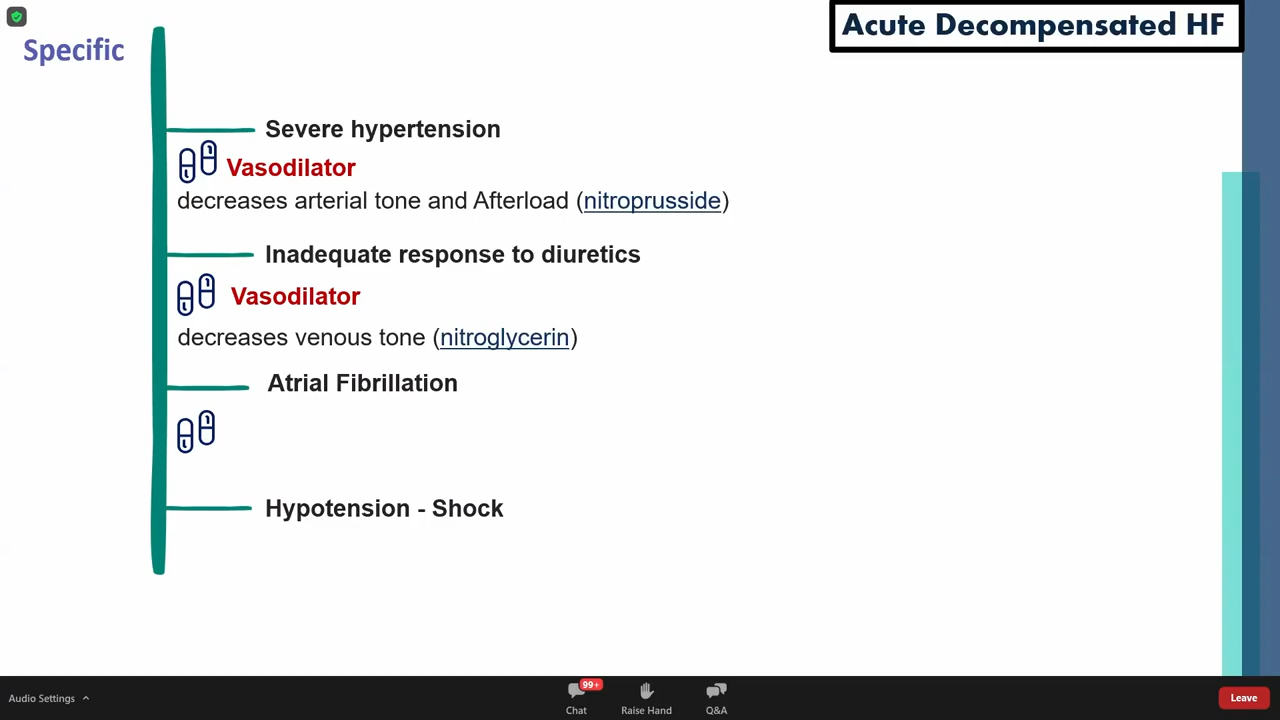 Acute Decompensated HF
Specific
Severe hypertension
Vasodilator
decreases arterial tone and Afterload (nitroprusside)
Inadequate response to diuretics
Vasodilator
decreases venous tone (nitroglycerin)
Atrial Fibrillation
Hypotension - Shock
Audio Settings
99+
Chat
Raise Hand
Q&A
Leave